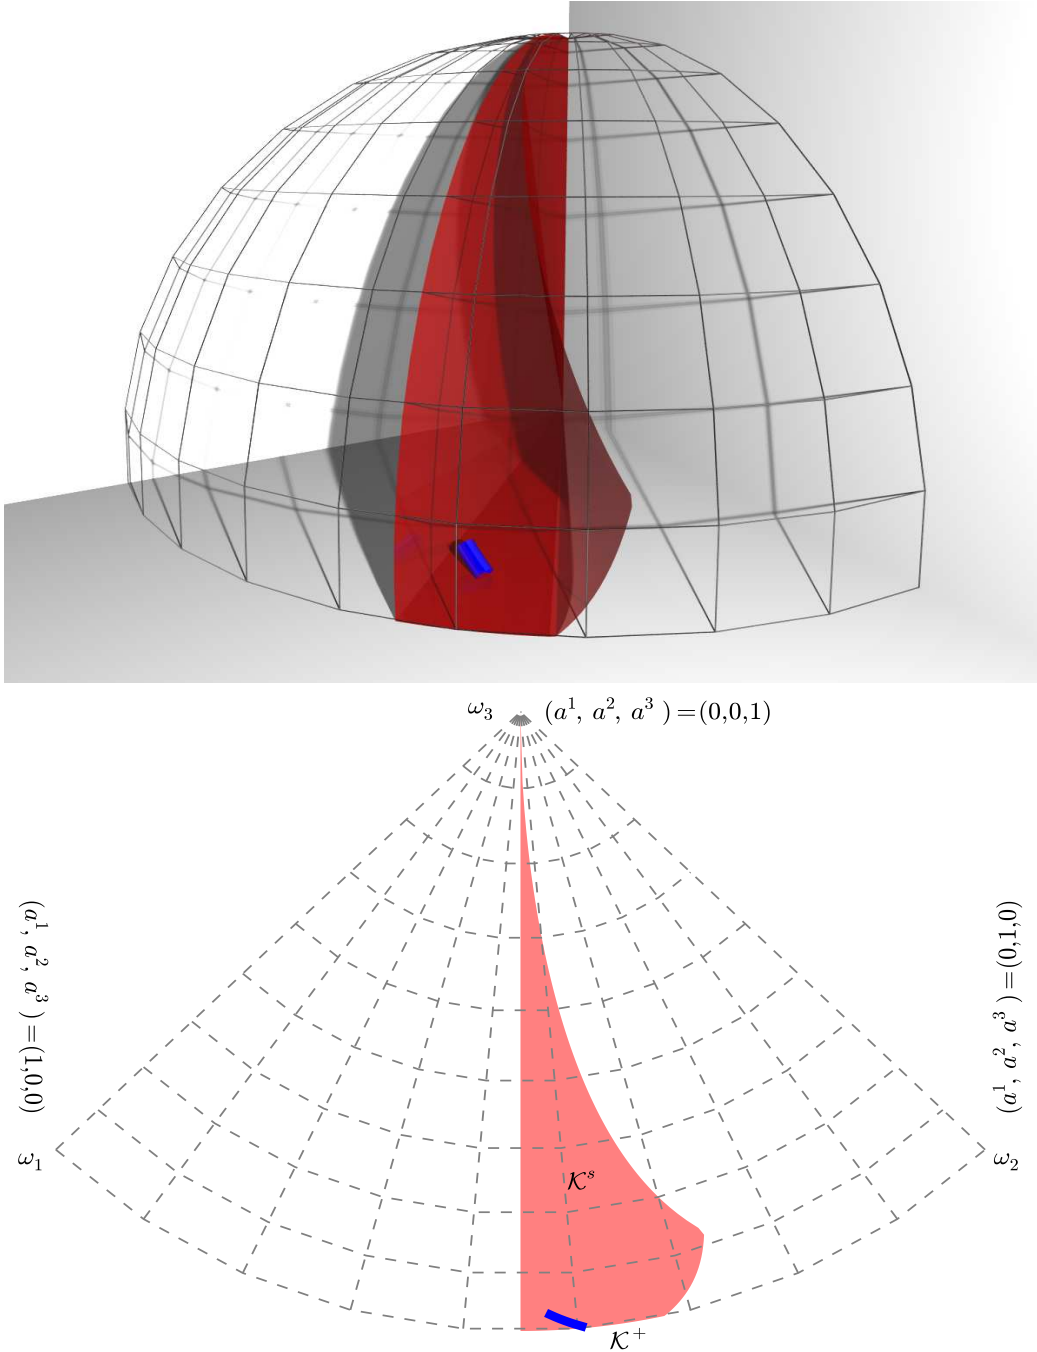 ω₃ (a¹, a², a³ )=(0,0,1)
(a¹, a², a³ )=(1,0,0)
(a¹, a², a³ )=(0,1,0)
ω₁
ω₂
𝒦ˢ
𝒦⁺